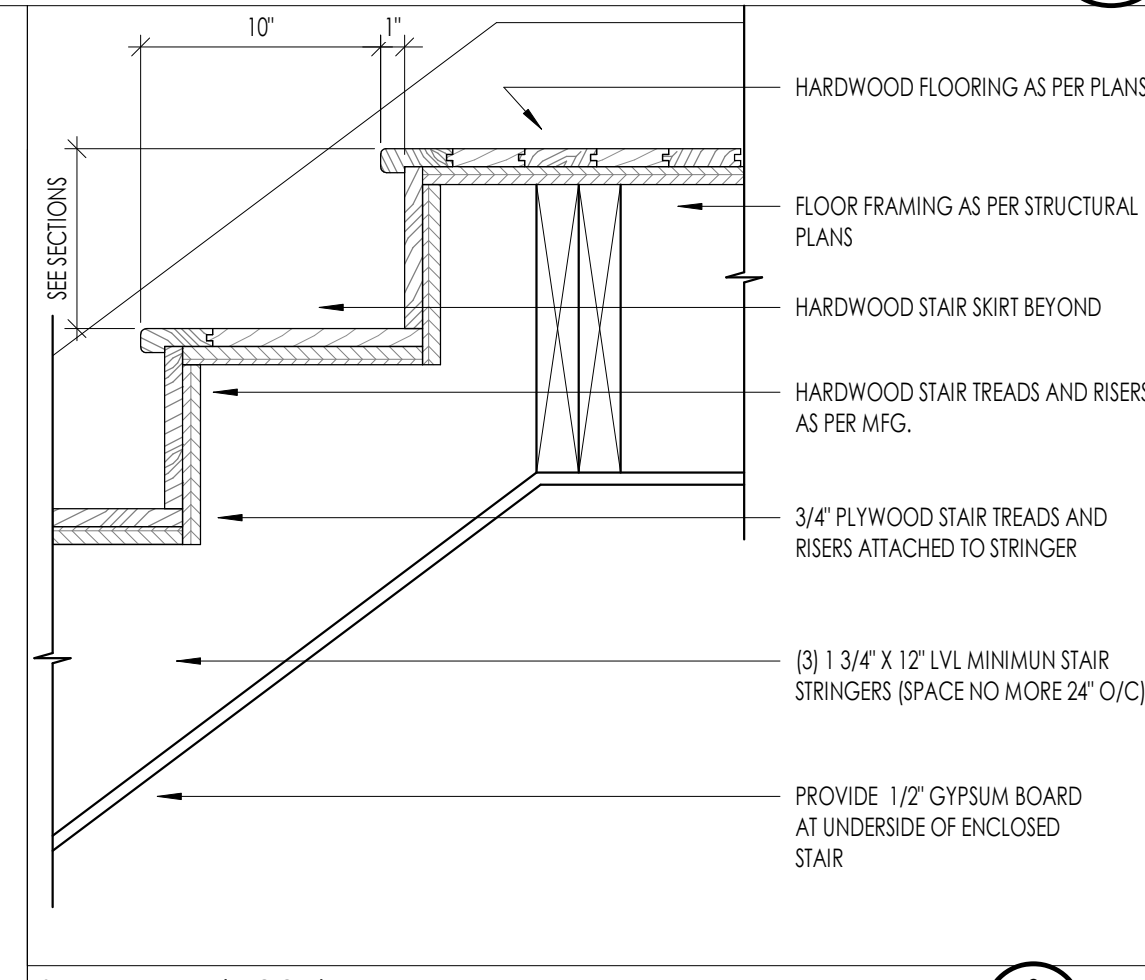 10"
1"
SEE SECTIONS
HARDWOOD FLOORING AS PER PLANS
FLOOR FRAMING AS PER STRUCTURAL
PLANS
HARDWOOD STAIR SKIRT BEYOND
HARDWOOD STAIR TREADS AND RISERS
AS PER MFG.
3/4" PLYWOOD STAIR TREADS AND
RISERS ATTACHED TO STRINGER
(3) 1 3/4" X 12" LVL MINIMUN STAIR
STRINGERS (SPACE NO MORE 24" O/C)
PROVIDE 1/2" GYPSUM BOARD
AT UNDERSIDE OF ENCLOSED
STAIR